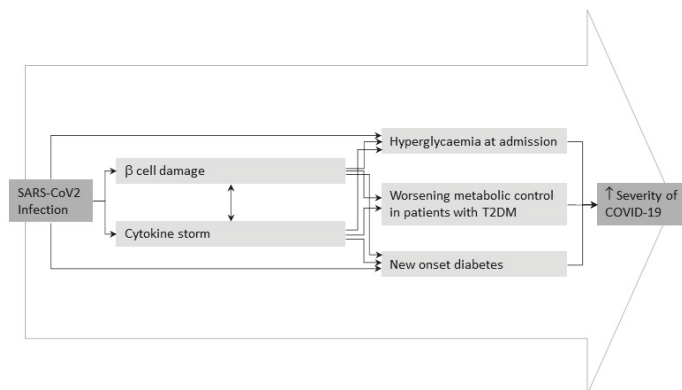 SARS-CoV2
Infection
β cell damage
Cytokine storm
Hyperglycaemia at admission
Worsening metabolic control
in patients with T2DM
New onset diabetes
↑ Severity of
COVID-19